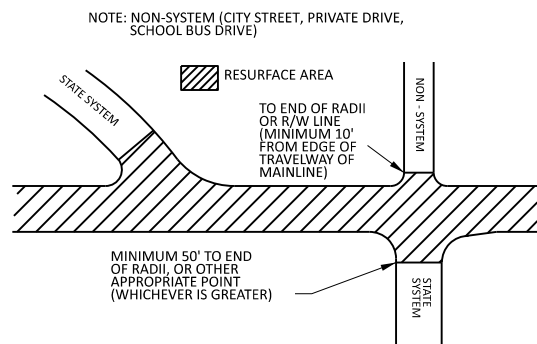 NOTE: NON-SYSTEM (CITY STREET, PRIVATE DRIVE,
SCHOOL BUS DRIVE)
STATE SYSTEM
RESURFACE AREA
TO END OF RADII
OR R/W LINE
(MINIMUM 10'
FROM EDGE OF
TRAVELWAY OF
MAINLINE)
NON - SYSTEM
MINIMUM 50' TO END
OF RADII, OR OTHER
APPROPRIATE POINT
(WHICHEVER IS GREATER)
STATE
SYSTEM